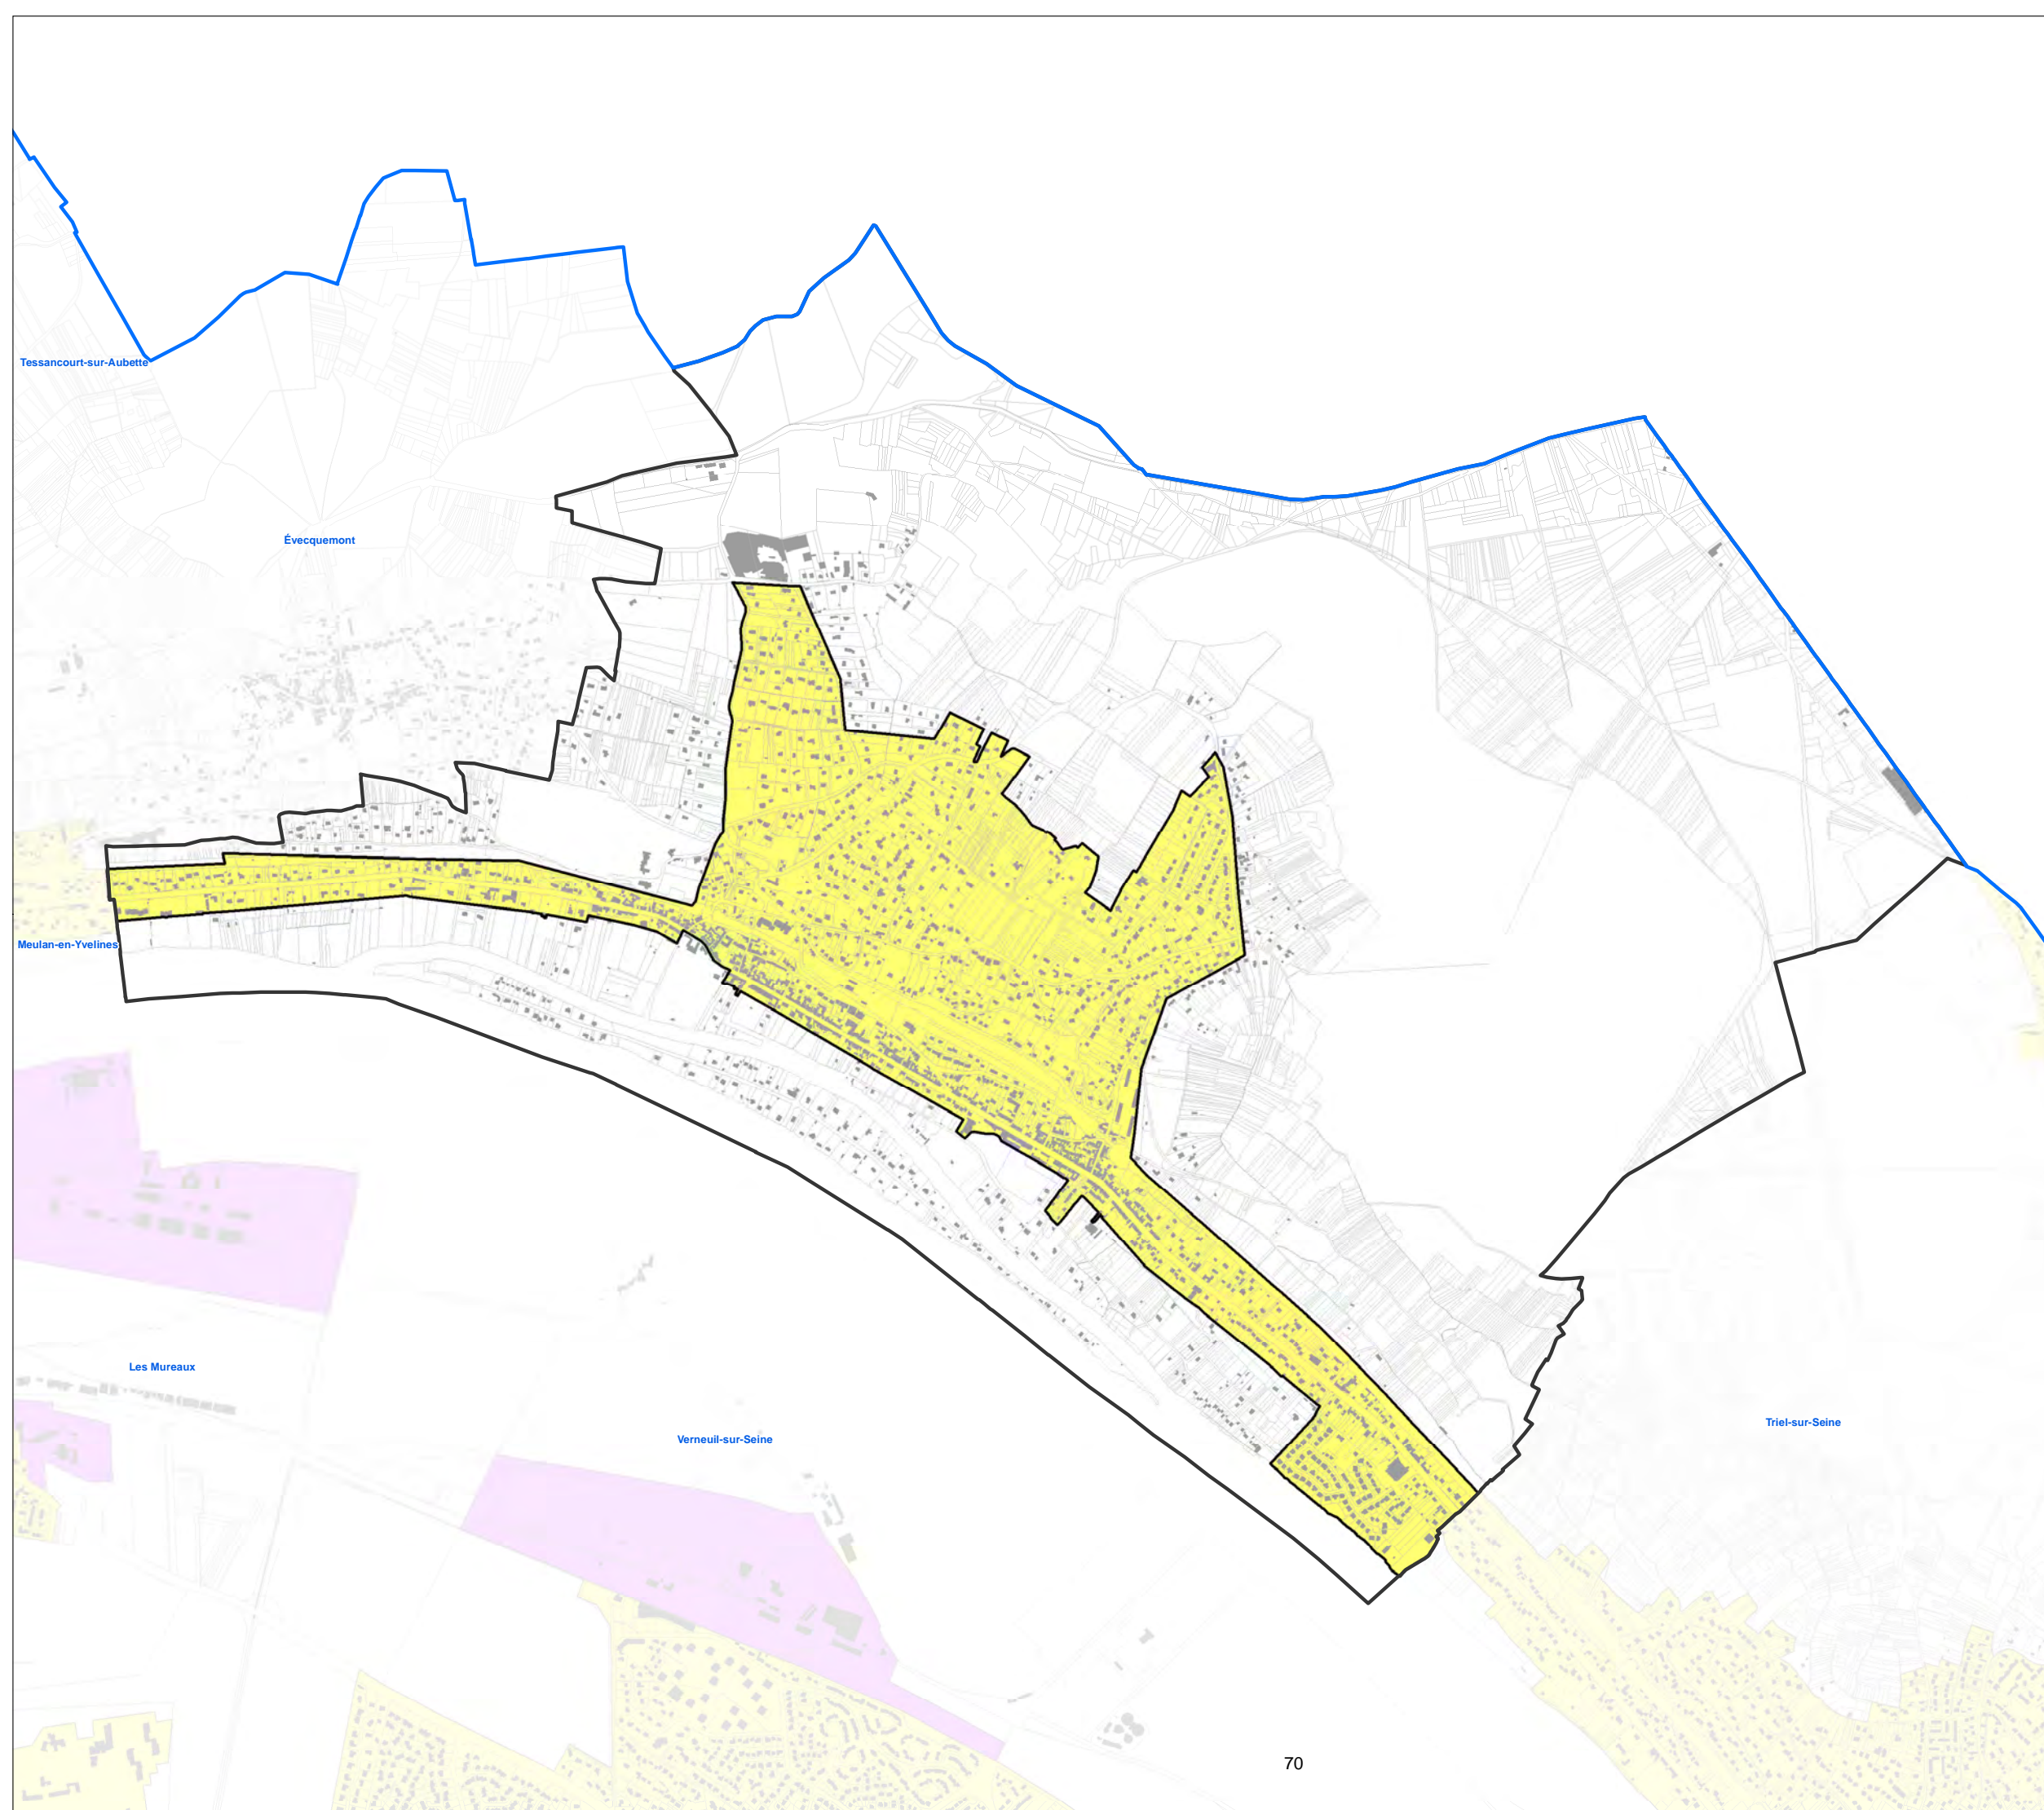 Tessancourt-sur-Aubette
Évecquemont
Meulan-en-Yvelines
Les Mureaux
Triel-sur-Seine
Verneuil-sur-Seine
70